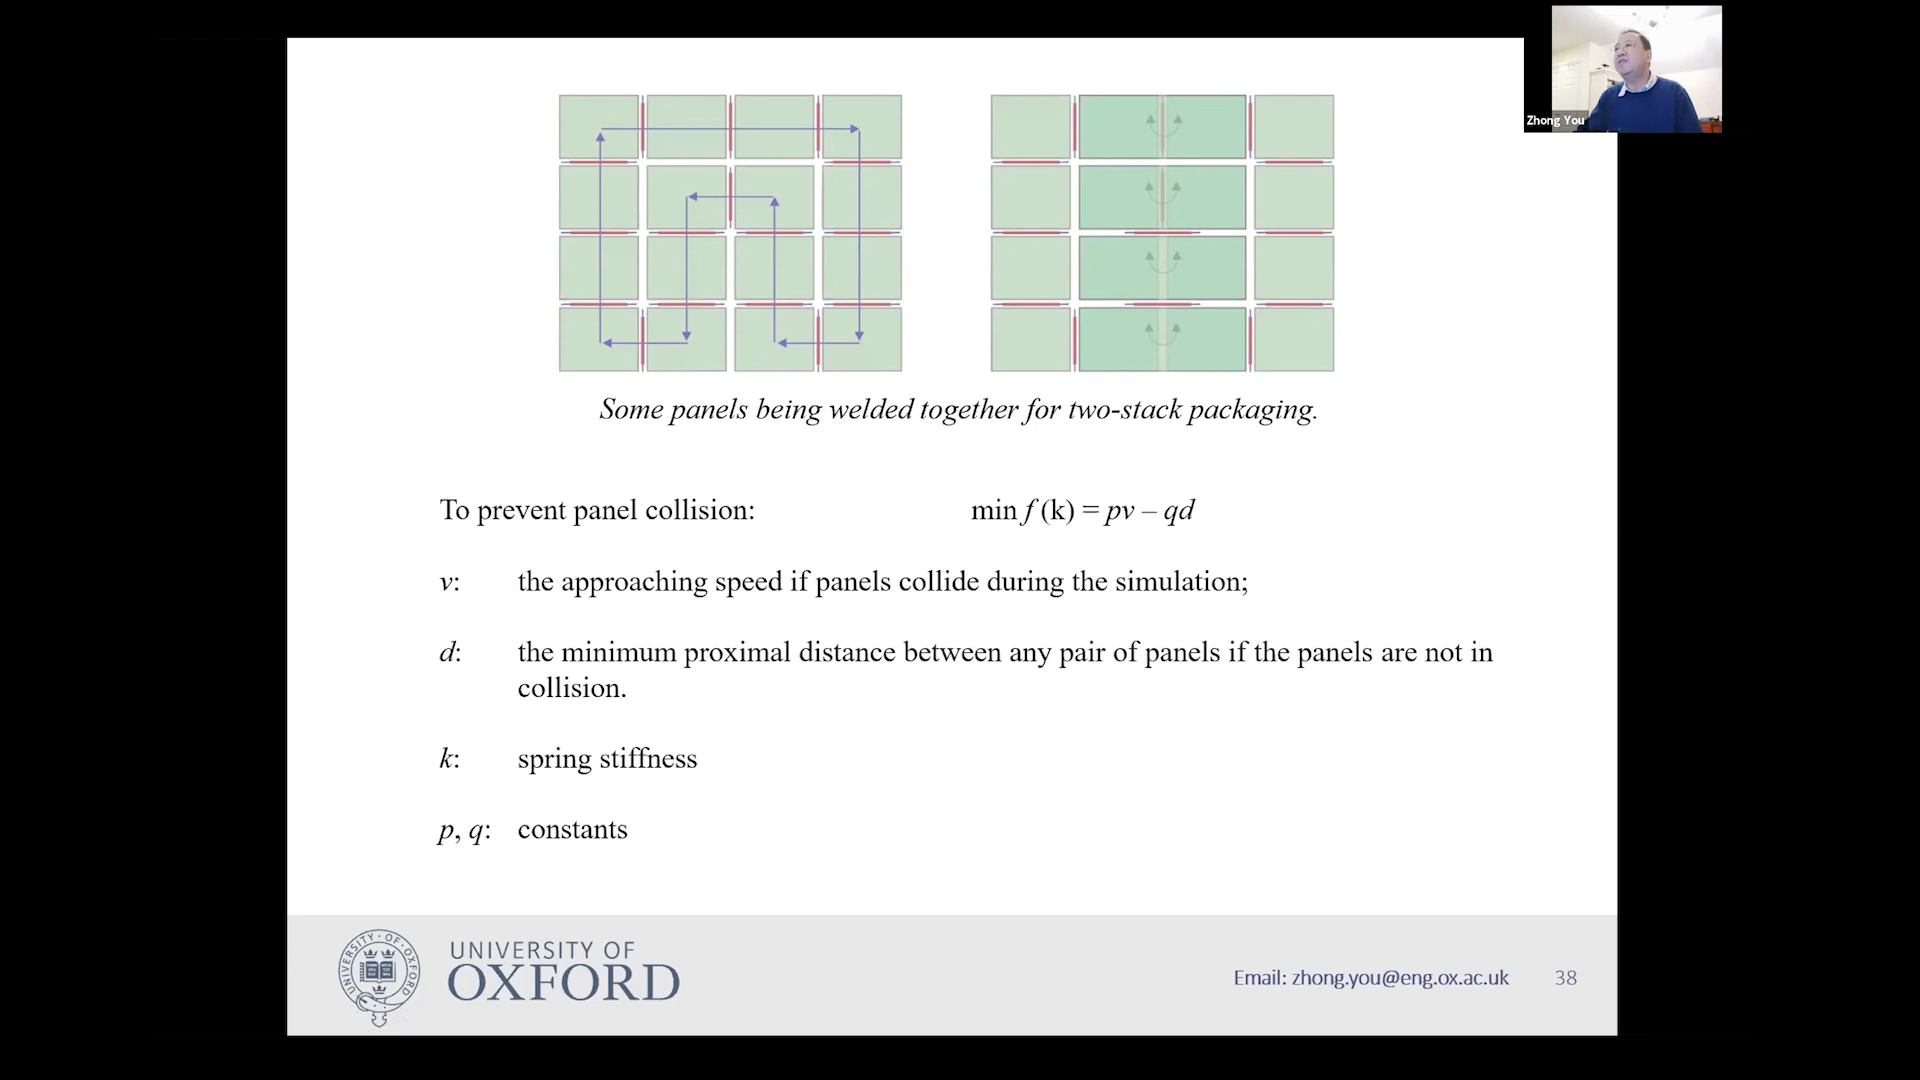 Zhong You
Some panels being welded together for two-stack packaging.
To prevent panel collision: min f (k) = pv – qd
v: the approaching speed if panels collide during the simulation;
d: the minimum proximal distance between any pair of panels if the panels are not in
collision.
k: spring stiffness
p, q: constants
UNIVERSITY · OF · OXFORD
UNIVERSITY OF
OXFORD
Email: zhong.you@eng.ox.ac.uk 38